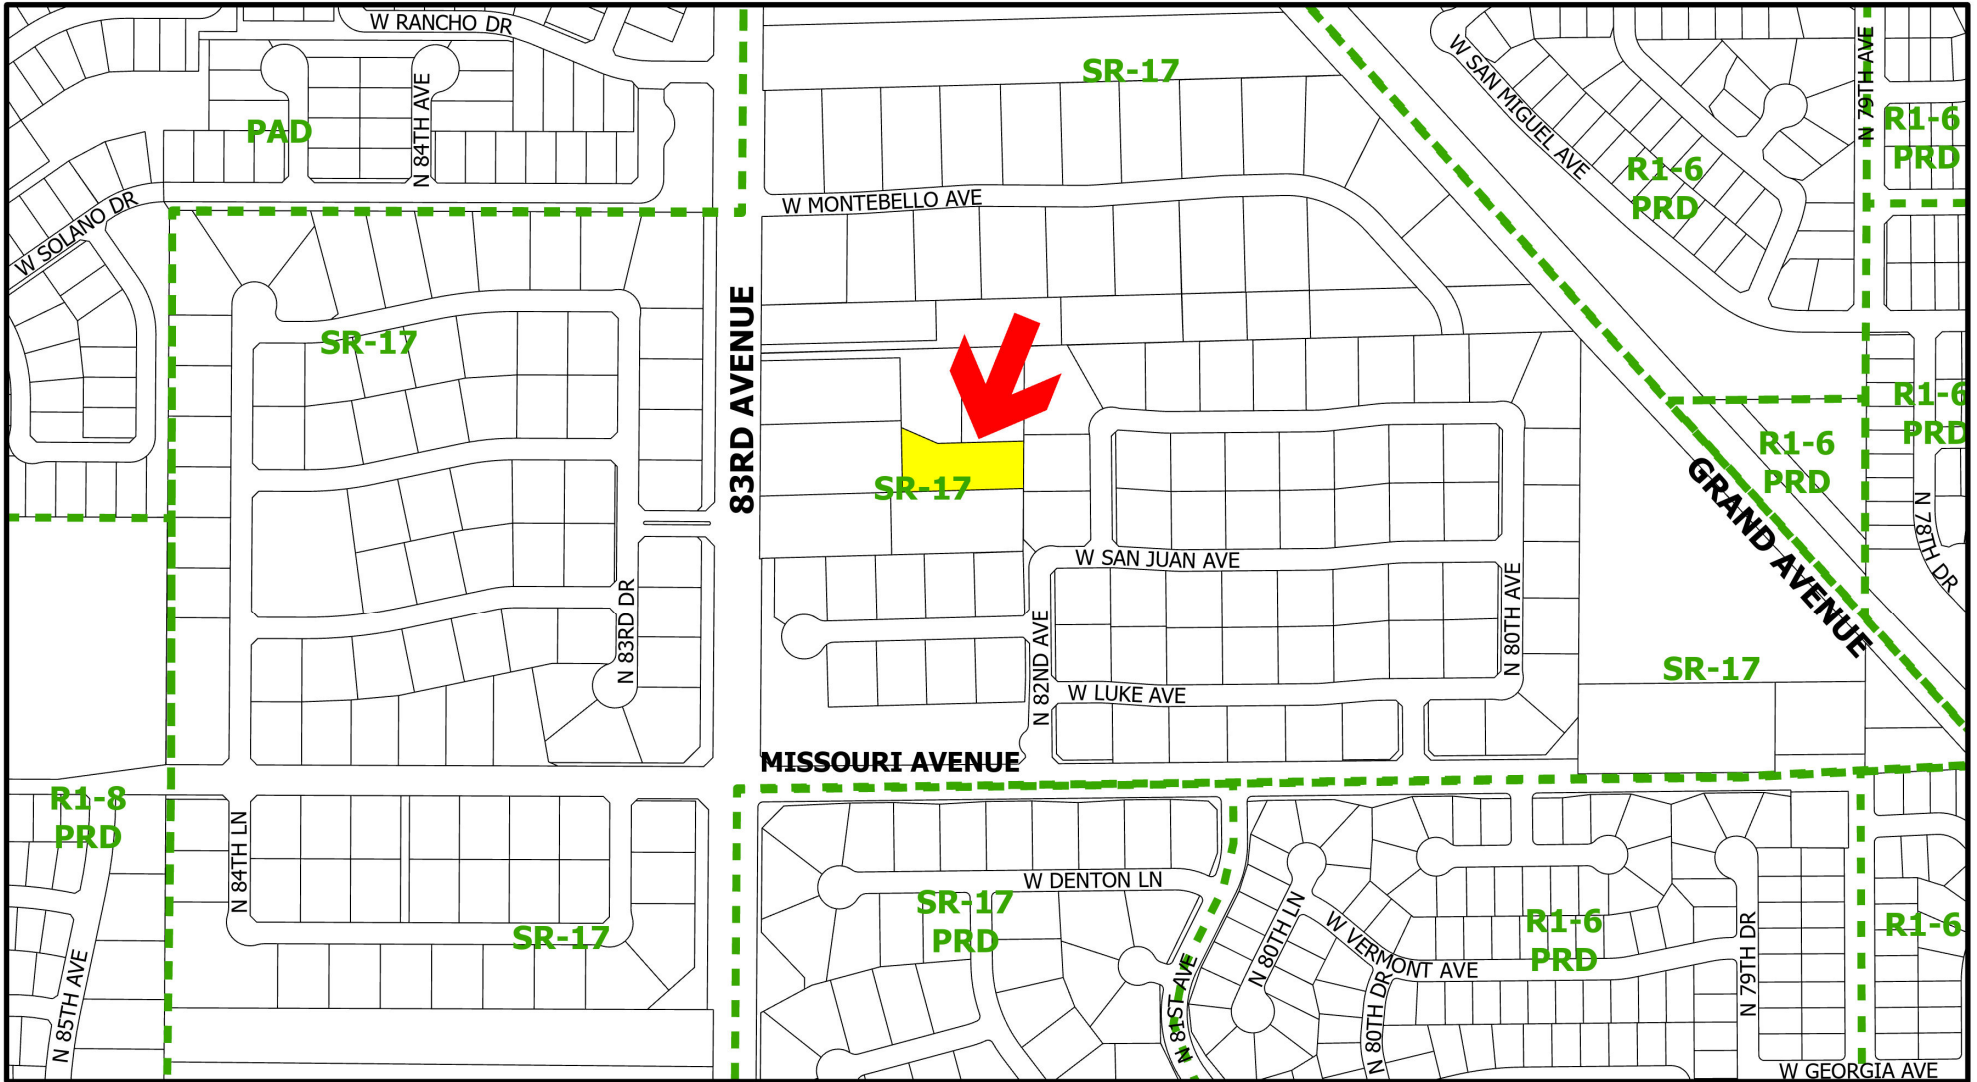 W RANCHO DR
SR-17
W SAN MIGUEL AVE
N 79TH AVE
PAD
N 84TH AVE
R1-6
PRD
R1-6
PRD
W SOLANO DR
W MONTEBELLO AVE
SR-17
83RD AVENUE
R1-6
PRD
R1-6
PRD
SR-17
GRAND AVENUE
N 78TH DR
W SAN JUAN AVE
N 83RD DR
N 82ND AVE
N 80TH AVE
W LUKE AVE
SR-17
MISSOURI AVENUE
R1-8
PRD
N 84TH LN
W DENTON LN
SR-17
PRD
SR-17
N 85TH AVE
N 81ST AVE
N 80TH LN
W VERMONT AVE
N 80TH DR
R1-6
PRD
N 79TH DR
R1-6
W GEORGIA AVE